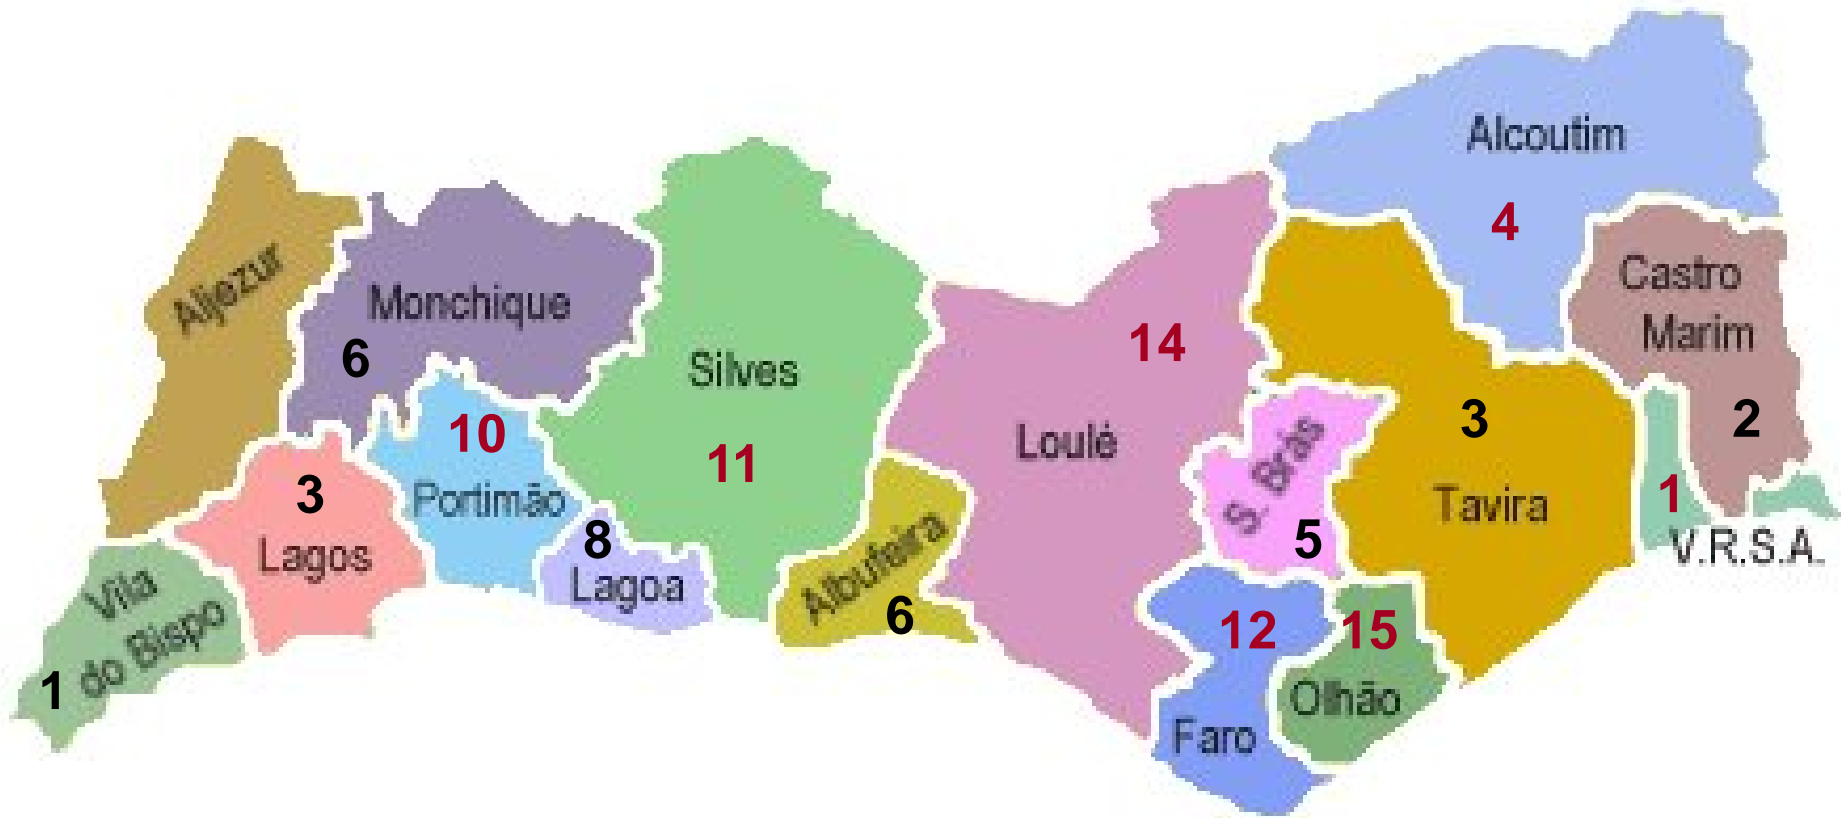 Aljezur
Monchique
6
Vila
do Bispo
1
3
Lagos
10
Portimão
8
Lagoa
Silves
11
Albufeira
6
Loulé
14
S. Brás
5
12
Faro
15
Olhão
3
Tavira
Alcoutim
4
Castro
Marim
2
1
V.R.S.A.